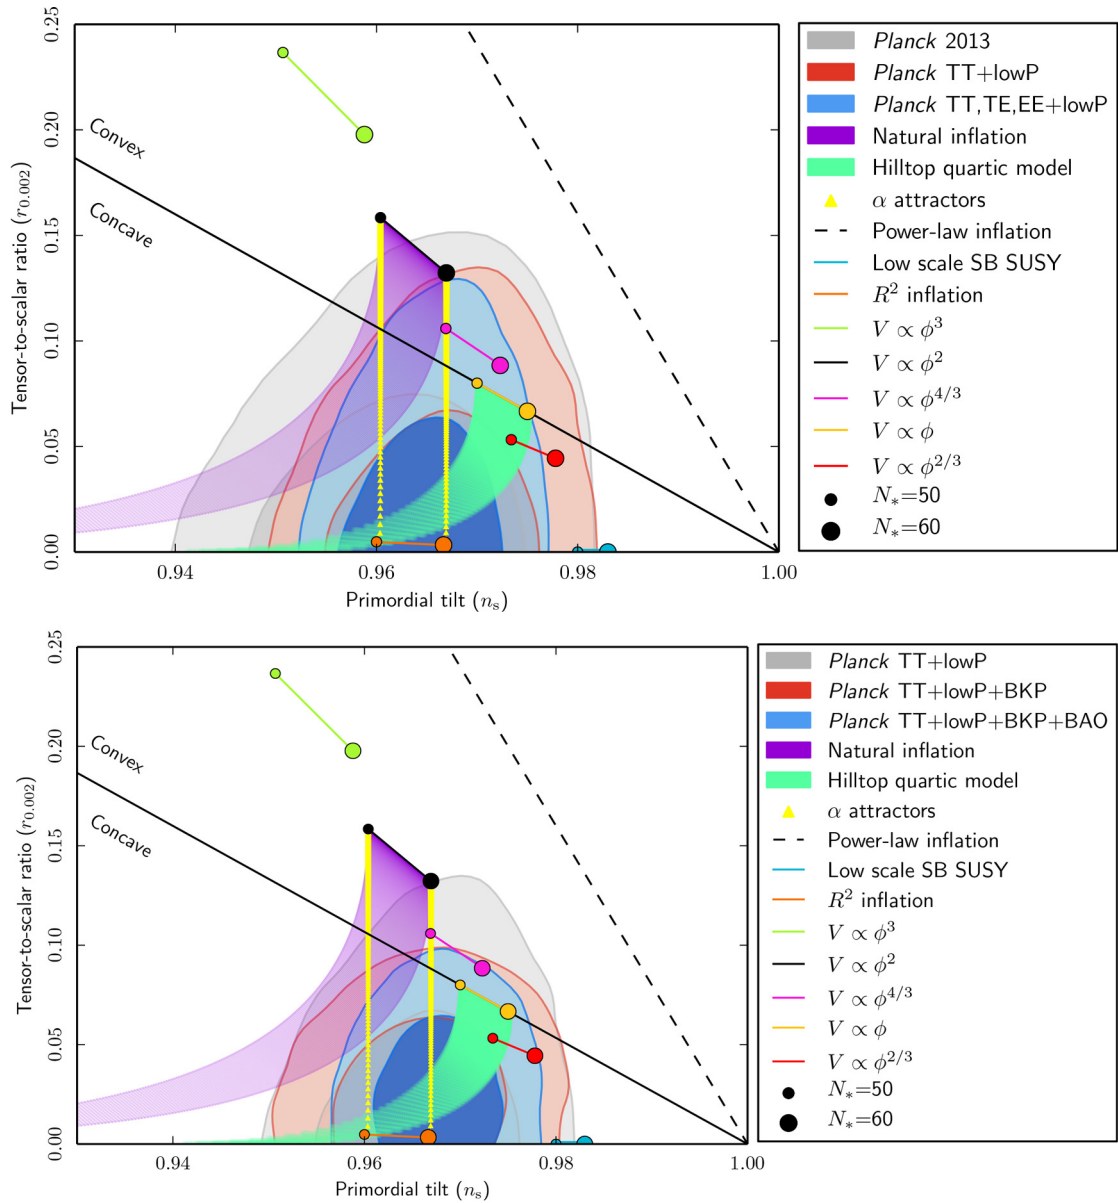 0.25
0.20
0.15
0.10
0.05
0.00
Tensor-to-scalar ratio (r₀.₀₀₂)
Convex
Concave
0.94
0.96
0.98
1.00
Primordial tilt (nₛ)
Planck 2013
Planck TT+lowP
Planck TT,TE,EE+lowP
Natural inflation
Hilltop quartic model
α attractors
Power-law inflation
Low scale SB SUSY
R² inflation
V ∝ ϕ³
V ∝ ϕ²
V ∝ ϕ^{4/3}
V ∝ ϕ
V ∝ ϕ^{2/3}
N_*=50
N_*=60
0.25
0.20
0.15
0.10
0.05
0.00
Tensor-to-scalar ratio (r₀.₀₀₂)
Convex
Concave
0.94
0.96
0.98
1.00
Primordial tilt (nₛ)
Planck TT+lowP
Planck TT+lowP+BKP
Planck TT+lowP+BKP+BAO
Natural inflation
Hilltop quartic model
α attractors
Power-law inflation
Low scale SB SUSY
R² inflation
V ∝ ϕ³
V ∝ ϕ²
V ∝ ϕ^{4/3}
V ∝ ϕ
V ∝ ϕ^{2/3}
N_*=50
N_*=60